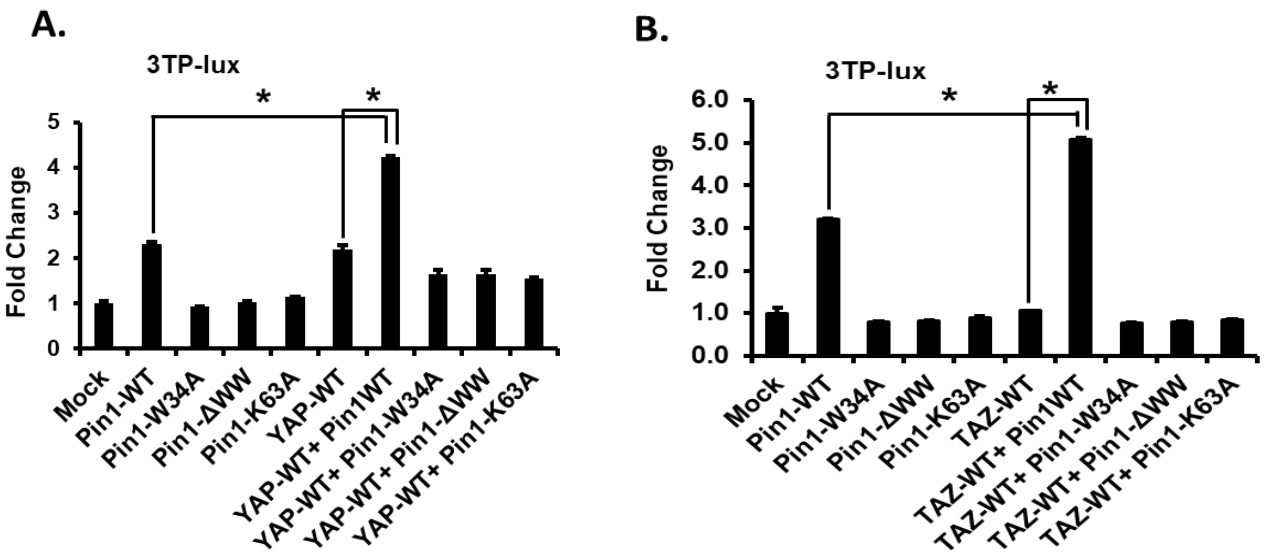 A.
3TP-lux
*
*
Fold Change
5
4
3
2
1
0
Mock
Pin1-WT
Pin1-W34A
Pin1-ΔWW
Pin1-K63A
YAP-WT
YAP-WT+ Pin1WT
YAP-WT+ Pin1-W34A
YAP-WT+ Pin1-ΔWW
YAP-WT+ Pin1-K63A
B.
3TP-lux
*
*
Fold Change
6.0
5.0
4.0
3.0
2.0
1.0
0.0
Mock
Pin1-WT
Pin1-W34A
Pin1-ΔWW
Pin1-K63A
TAZ-WT
TAZ-WT+ Pin1WT
TAZ-WT+ Pin1-W34A
TAZ-WT+ Pin1-ΔWW
TAZ-WT+ Pin1-K63A